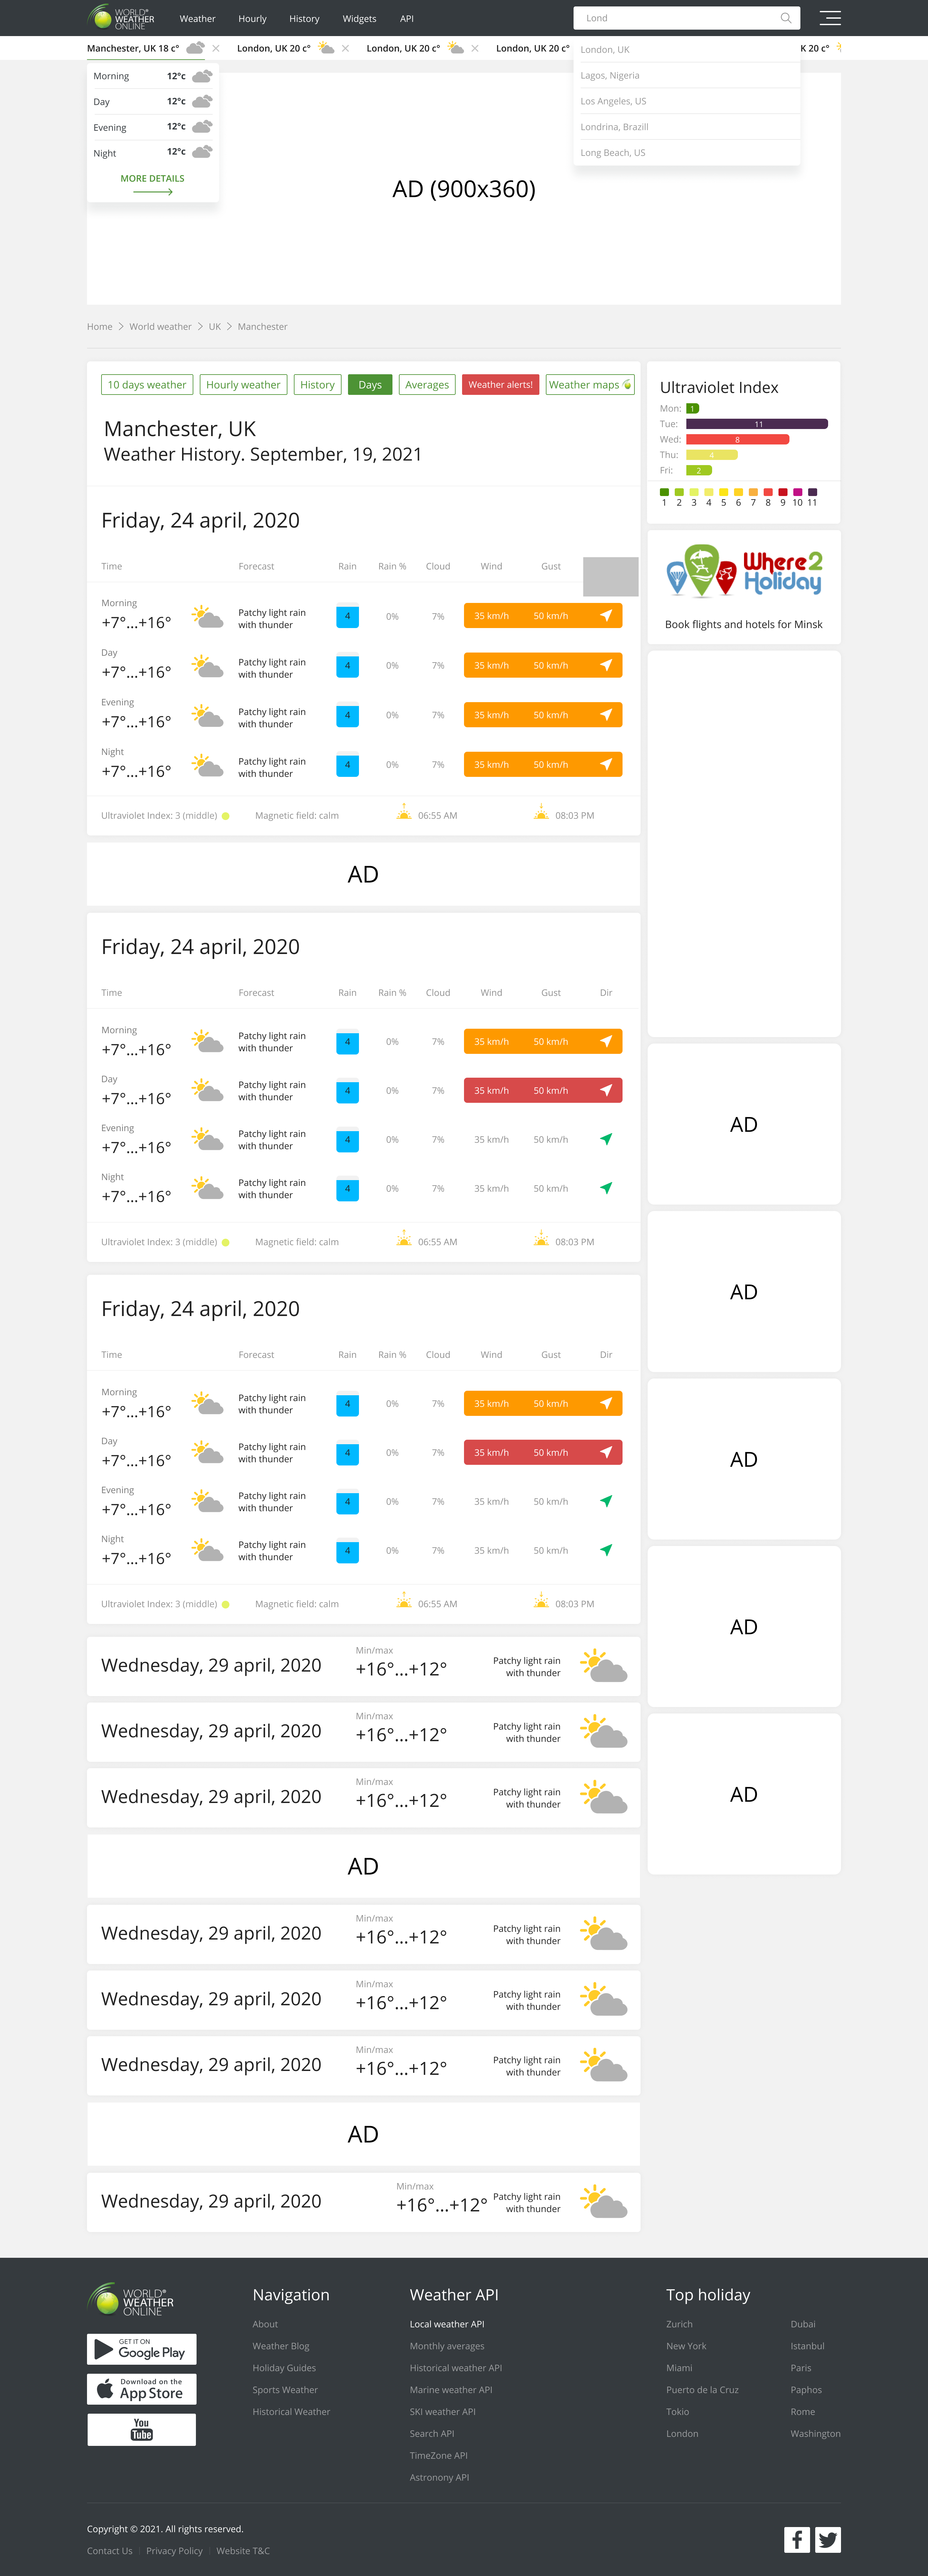 WORLD®
WEATHER
ONLINE
Weather
Hourly
History
Widgets
API
Lond
Manchester, UK 18 c°
London, UK 20 c°
London, UK 20 c°
London, UK 20 c°
K 20 c°
London, UK
Lagos, Nigeria
Los Angeles, US
Londrina, Brazill
Long Beach, US
Morning 12°c
Day 12°c
Evening 12°c
Night 12°c
MORE DETAILS
AD (900x360)
Home > World weather > UK > Manchester
10 days weather
Hourly weather
History
Days
Averages
Weather alerts!
Weather maps
Manchester, UK
Weather History. September, 19, 2021
Friday, 24 april, 2020
Time Forecast Rain Rain % Cloud Wind Gust
Morning
+7°...+16° Patchy light rain with thunder 4 0% 7% 35 km/h 50 km/h
Day
+7°...+16° Patchy light rain with thunder 4 0% 7% 35 km/h 50 km/h
Evening
+7°...+16° Patchy light rain with thunder 4 0% 7% 35 km/h 50 km/h
Night
+7°...+16° Patchy light rain with thunder 4 0% 7% 35 km/h 50 km/h
Ultraviolet Index: 3 (middle) Magnetic field: calm 06:55 AM 08:03 PM
AD
Friday, 24 april, 2020
Time Forecast Rain Rain % Cloud Wind Gust Dir
Morning
+7°...+16° Patchy light rain with thunder 4 0% 7% 35 km/h 50 km/h
Day
+7°...+16° Patchy light rain with thunder 4 0% 7% 35 km/h 50 km/h
Evening
+7°...+16° Patchy light rain with thunder 4 0% 7% 35 km/h 50 km/h
Night
+7°...+16° Patchy light rain with thunder 4 0% 7% 35 km/h 50 km/h
Ultraviolet Index: 3 (middle) Magnetic field: calm 06:55 AM 08:03 PM
Friday, 24 april, 2020
Time Forecast Rain Rain % Cloud Wind Gust Dir
Morning
+7°...+16° Patchy light rain with thunder 4 0% 7% 35 km/h 50 km/h
Day
+7°...+16° Patchy light rain with thunder 4 0% 7% 35 km/h 50 km/h
Evening
+7°...+16° Patchy light rain with thunder 4 0% 7% 35 km/h 50 km/h
Night
+7°...+16° Patchy light rain with thunder 4 0% 7% 35 km/h 50 km/h
Ultraviolet Index: 3 (middle) Magnetic field: calm 06:55 AM 08:03 PM
Min/max
Wednesday, 29 april, 2020 +16°...+12° Patchy light rain with thunder
Min/max
Wednesday, 29 april, 2020 +16°...+12° Patchy light rain with thunder
Min/max
Wednesday, 29 april, 2020 +16°...+12° Patchy light rain with thunder
AD
Min/max
Wednesday, 29 april, 2020 +16°...+12° Patchy light rain with thunder
Min/max
Wednesday, 29 april, 2020 +16°...+12° Patchy light rain with thunder
Min/max
Wednesday, 29 april, 2020 +16°...+12° Patchy light rain with thunder
AD
Min/max
Wednesday, 29 april, 2020 +16°...+12° Patchy light rain with thunder
Ultraviolet Index
Mon: 1
Tue: 11
Wed: 8
Thu: 4
Fri: 2
1 2 3 4 5 6 7 8 9 10 11
Where2
Holiday
Book flights and hotels for Minsk
AD
AD
AD
AD
AD
WORLD®
WEATHER
ONLINE
GET IT ON
Google Play
Download on the
App Store
You
Tube
Navigation
About
Weather Blog
Holiday Guides
Sports Weather
Historical Weather
Weather API
Local weather API
Monthly averages
Historical weather API
Marine weather API
SKI weather API
Search API
TimeZone API
Astronony API
Top holiday
Zurich
New York
Miami
Puerto de la Cruz
Tokio
London
Dubai
Istanbul
Paris
Paphos
Rome
Washington
Copyright © 2021. All rights reserved.
Contact Us
Privacy Policy
Website T&C